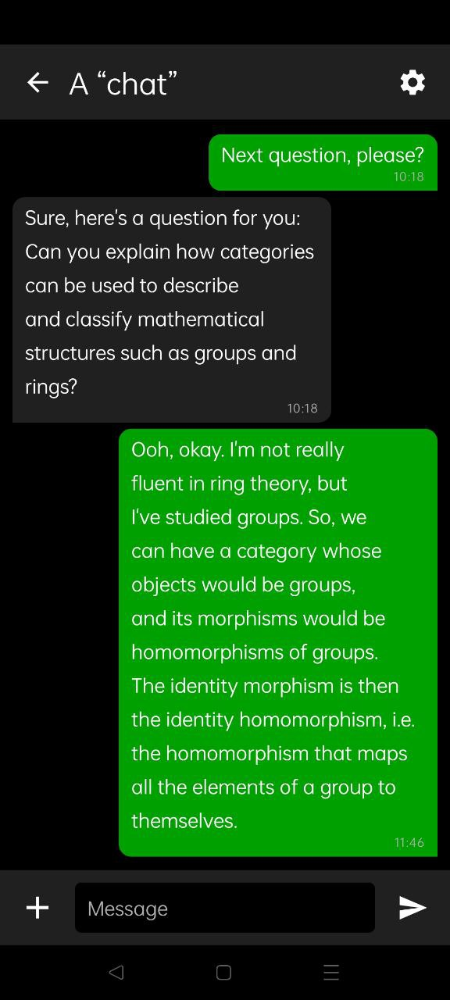 A “chat”
Next question, please?
10:18
Sure, here's a question for you:
Can you explain how categories
can be used to describe
and classify mathematical
structures such as groups and
rings?
10:18
Ooh, okay. I'm not really
fluent in ring theory, but
I've studied groups. So, we
can have a category whose
objects would be groups,
and its morphisms would be
homomorphisms of groups.
The identity morphism is then
the identity homomorphism, i.e.
the homomorphism that maps
all the elements of a group to
themselves.
11:46
Message